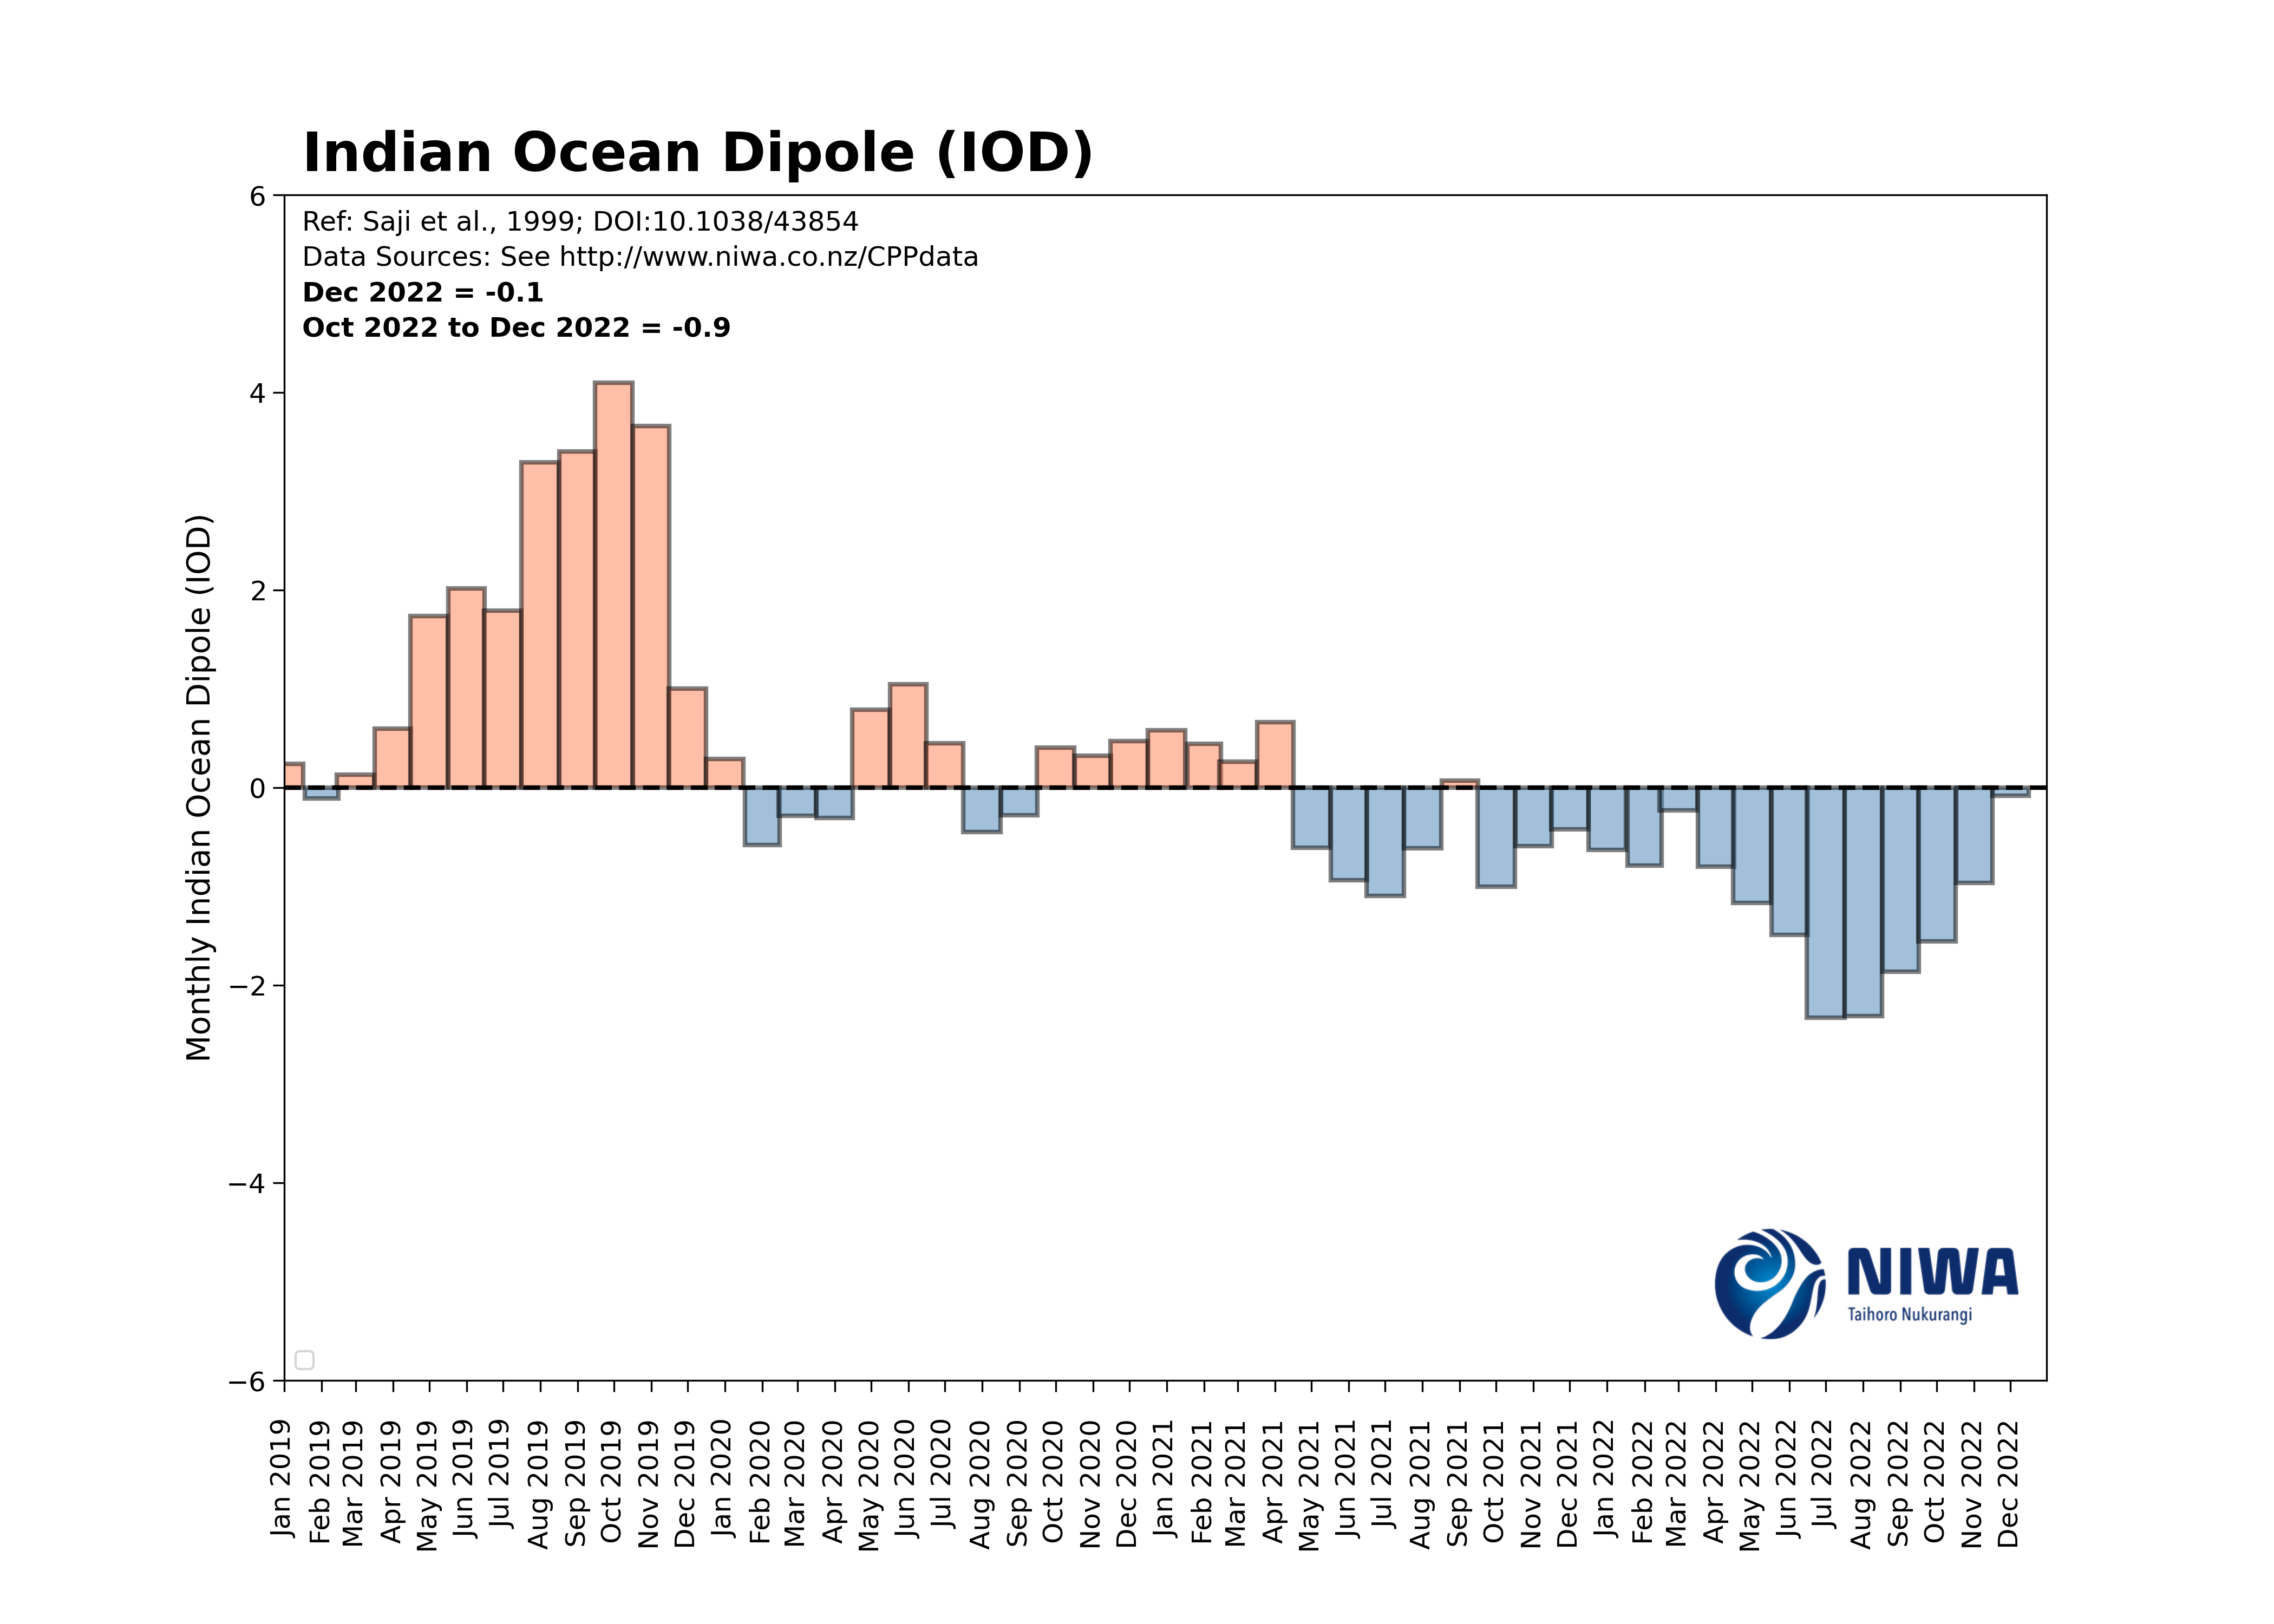 Indian Ocean Dipole (IOD)
Ref: Saji et al., 1999; DOI:10.1038/43854
Data Sources: See http://www.niwa.co.nz/CPPdata
Dec 2022 = -0.1
Oct 2022 to Dec 2022 = -0.9
Monthly Indian Ocean Dipole (IOD)
6
4
2
0
−2
−4
−6
NIWA
Taihoro Nukurangi
Jan 2019
Feb 2019
Mar 2019
Apr 2019
May 2019
Jun 2019
Jul 2019
Aug 2019
Sep 2019
Oct 2019
Nov 2019
Dec 2019
Jan 2020
Feb 2020
Mar 2020
Apr 2020
May 2020
Jun 2020
Jul 2020
Aug 2020
Sep 2020
Oct 2020
Nov 2020
Dec 2020
Jan 2021
Feb 2021
Mar 2021
Apr 2021
May 2021
Jun 2021
Jul 2021
Aug 2021
Sep 2021
Oct 2021
Nov 2021
Dec 2021
Jan 2022
Feb 2022
Mar 2022
Apr 2022
May 2022
Jun 2022
Jul 2022
Aug 2022
Sep 2022
Oct 2022
Nov 2022
Dec 2022